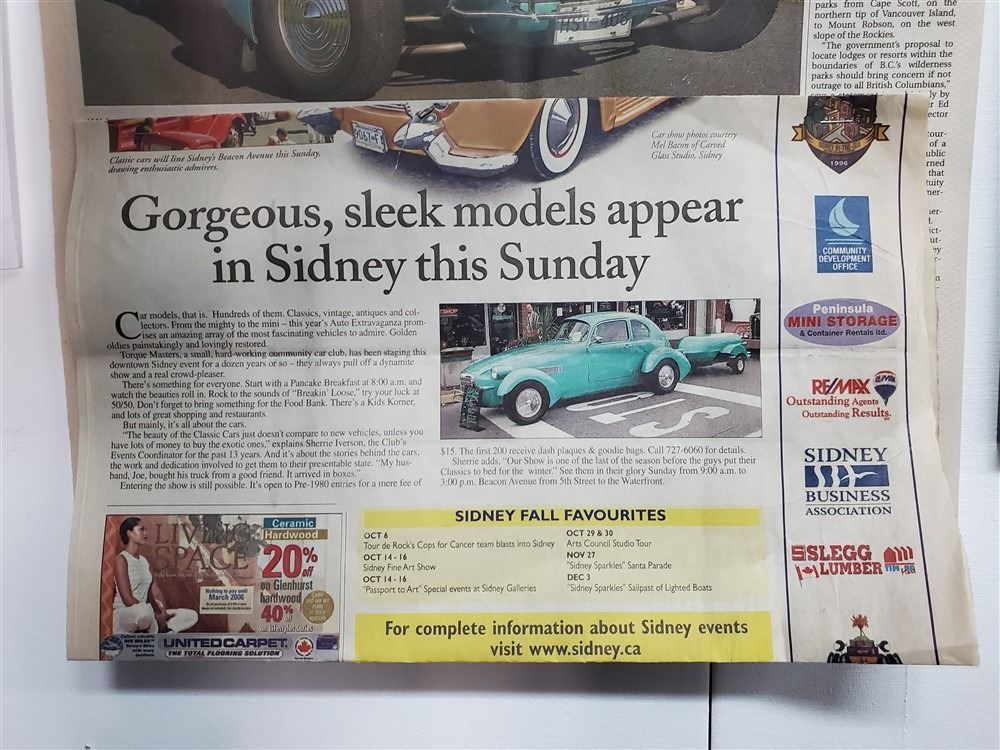 parks from Cape Scott, on the
northern tip of Vancouver Island,
to Mount Robson, on the west
slope of the Rockies.
"The government's proposal to
locate lodges or resorts within the
boundaries of B.C.'s wilderness
parks should bring concern if not
outrage to all British Columbians,"
by
Ed
Classic cars will line Sidney's Beacon Avenue this Sunday,
drawing enthusiastic admirers.
Car show photos courtesy
Mel Bacon of Carved
Glass Studio, Sidney
1996
Gorgeous, sleek models appear
in Sidney this Sunday
Car models, that is. Hundreds of them. Classics, vintage, antiques and col-
lectors. From the mighty to the mini – this year's Auto Extravaganza prom-
ises an amazing array of the most fascinating vehicles to admire. Golden
oldies painstakingly and lovingly restored.
Torque Masters, a small, hard-working community car club, has been staging this
downtown Sidney event for a dozen years or so – they always pull off a dynamite
show and a real crowd-pleaser.
There's something for everyone. Start with a Pancake Breakfast at 8:00 a.m. and
watch the beauties roll in. Rock to the sounds of "Breakin' Loose," try your luck at
50/50. Don't forget to bring something for the Food Bank. There's a Kids Korner,
and lots of great shopping and restaurants.
But mainly, it's all about the cars.
"The beauty of the Classic Cars just doesn't compare to new vehicles, unless you
have lots of money to buy the exotic ones," explains Sherrie Iverson, the Club's
Events Coordinator for the past 13 years. And it's about the stories behind the cars,
the work and dedication involved to get them to their presentable state. "My hus-
band, Joe, bought his truck from a good friend. It arrived in boxes."
Entering the show is still possible. It's open to Pre-1980 entries for a mere fee of
STOP
$15. The first 200 receive dash plaques & goodie bags. Call 727-6060 for details.
Sherrie adds, "Our Show is one of the last of the season before the guys put their
Classics to bed for the winter." See them in their glory Sunday from 9:00 a.m. to
3:00 p.m. Beacon Avenue from 5th Street to the Waterfront.
COMMUNITY
DEVELOPMENT
OFFICE
Peninsula
MINI STORAGE
& Container Rentals ltd.
RE/MAX
Outstanding Agents
Outstanding Results.
SIDNEY
BUSINESS
ASSOCIATION
SLEGG
LUMBER
TIM-BR
LIVING
SPACE
Ceramic
Hardwood
20% off
on Glenhurst
hardwood
40% off
Nothing to pay until
March 2006
UNITED CARPET
THE TOTAL FLOORING SOLUTION
SIDNEY FALL FAVOURITES
OCT 6
Tour de Rock's Cops for Cancer team blasts into Sidney
OCT 14 - 16
Sidney Fine Art Show
OCT 14 - 16
"Passport to Art" Special events at Sidney Galleries
OCT 29 & 30
Arts Council Studio Tour
NOV 27
"Sidney Sparkles" Santa Parade
DEC 3
"Sidney Sparkles" Sailpast of Lighted Boats
For complete information about Sidney events
visit www.sidney.ca